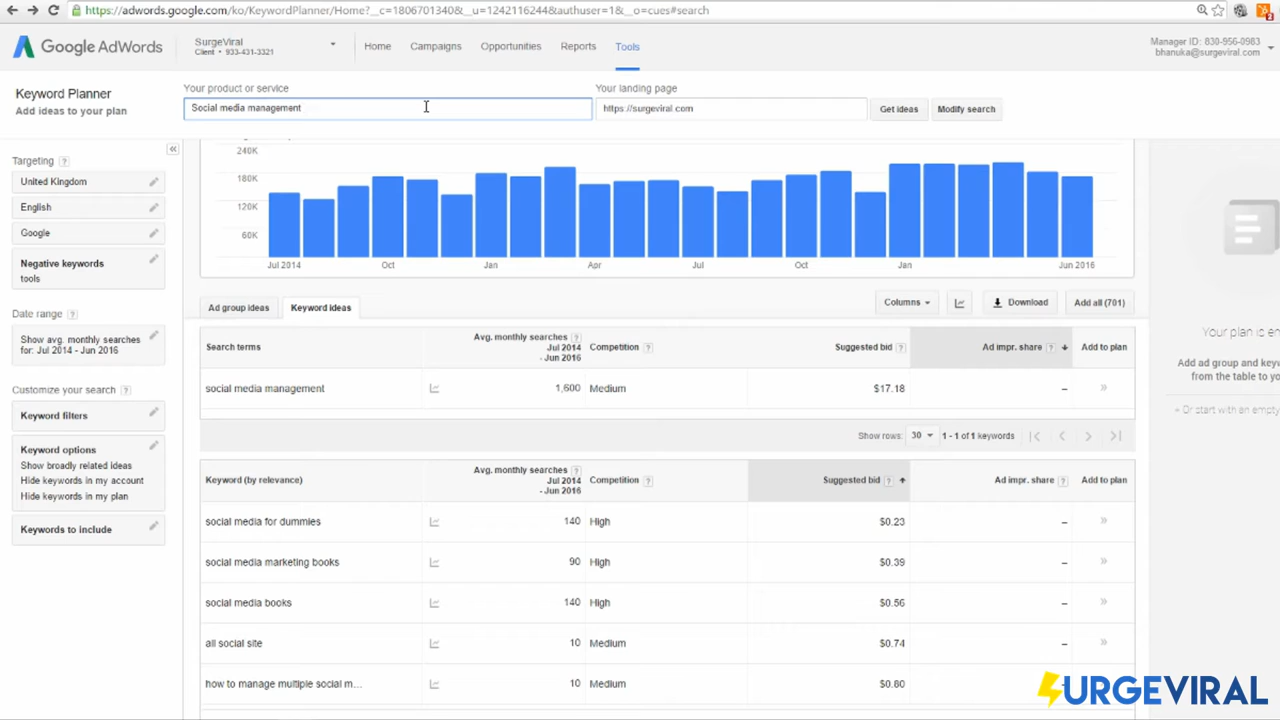 https://adwords.google.com/ko/KeywordPlanner/Home?__c=1806701340&__u=1242116244&authuser=1&__o=cues#search
2
Google AdWords
SurgeViral
Client • 933-431-3321
Home
Campaigns
Opportunities
Reports
Tools
Manager ID: 830-956-0983
bhanuka@surgeviral.com
Keyword Planner
Add ideas to your plan
Your product or service
Social media management
Your landing page
https://surgeviral.com
Get ideas
Modify search
Targeting ?
United Kingdom
English
Google
Negative keywords
tools
Date range ?
Show avg. monthly searches
for: Jul 2014 - Jun 2016
Customize your search ?
Keyword filters
Keyword options
Show broadly related ideas
Hide keywords in my account
Hide keywords in my plan
Keywords to include
240K
180K
120K
60K
Jul 2014 Oct Jan Apr Jul Oct Jan Jun 2016
Ad group ideas
Keyword ideas
Columns
Download
Add all (701)
Search terms
Avg. monthly searches ?
Jul 2014
- Jun 2016
Competition ?
Suggested bid ?
Ad impr. share ?
Add to plan
social media management 1,600 Medium $17.18 –
Show rows: 30 1 - 1 of 1 keywords
Keyword (by relevance)
Avg. monthly searches ?
Jul 2014
- Jun 2016
Competition ?
Suggested bid ?
Ad impr. share ?
Add to plan
social media for dummies 140 High $0.23 –
social media marketing books 90 High $0.39 –
social media books 140 High $0.56 –
all social site 10 Medium $0.74 –
how to manage multiple social m... 10 Medium $0.80 –
Your plan is
Add ad group and
from the table to
+ Or start with an empty
URGEVIRAL